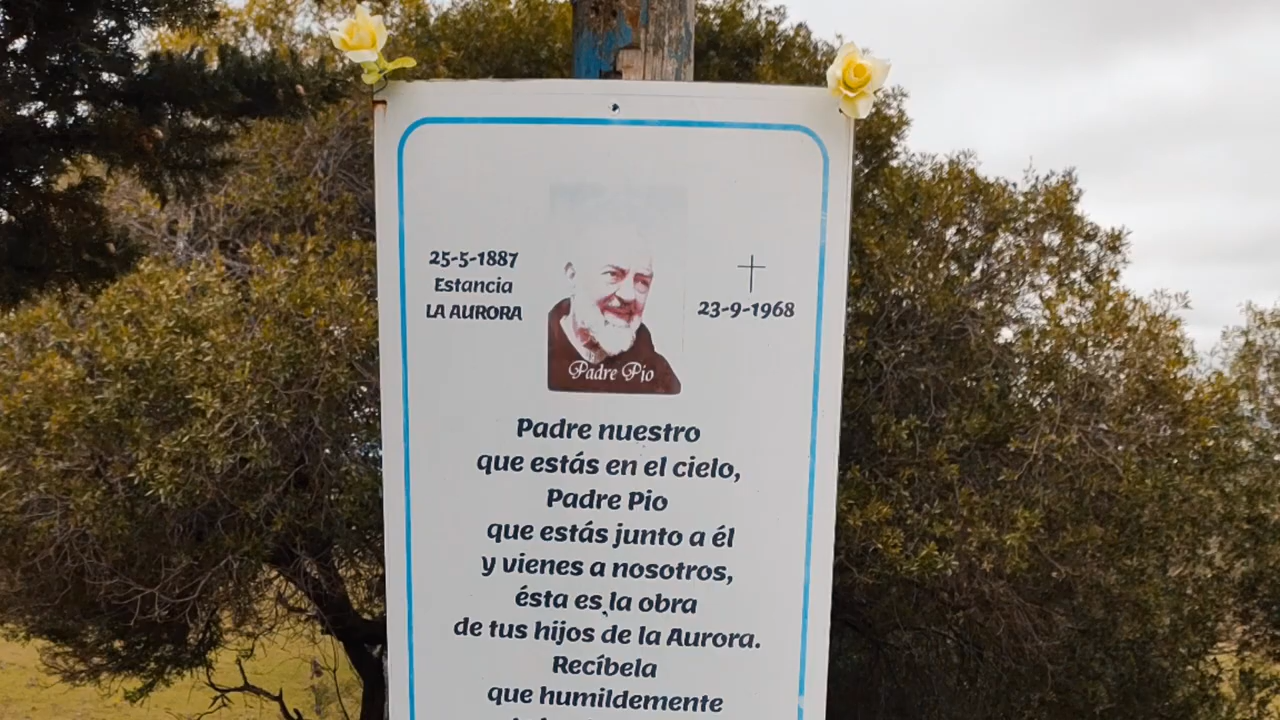 25-5-1887
Estancia
LA AURORA
23-9-1968
Padre Pio
Padre nuestro
que estás en el cielo,
Padre Pio
que estás junto a él
y vienes a nosotros,
ésta es la obra
de tus hijos de la Aurora.
Recíbela
que humildemente